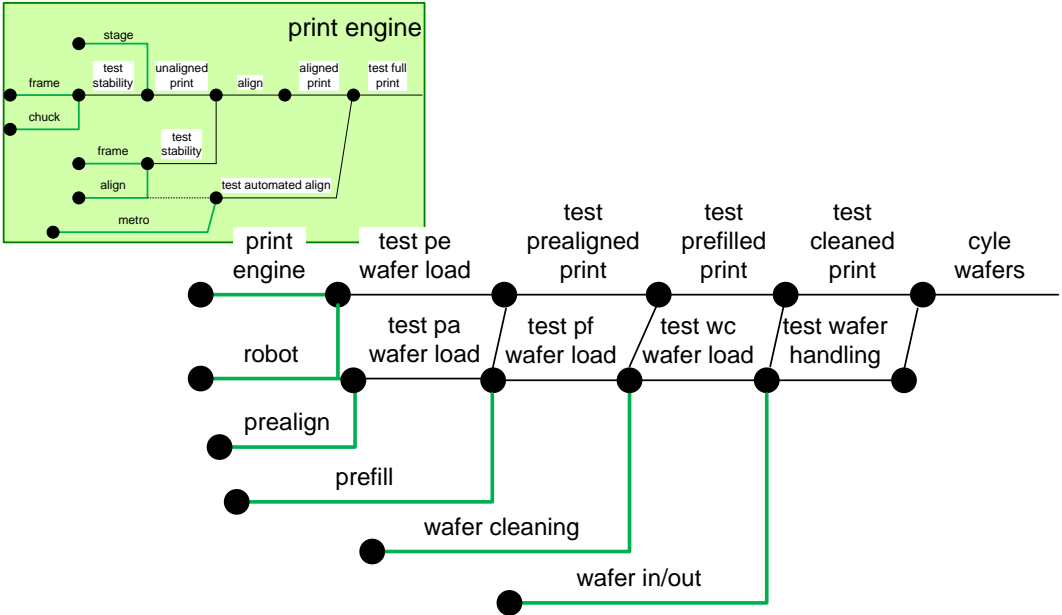 print engine
stage
frame
test
stability
unaligned
print
align
aligned
print
test full
print
chuck
test
stability
frame
align
test automated align
metro
print
engine
test pe
wafer load
test
prealigned
print
test
prefilled
print
test
cleaned
print
cyle
wafers
robot
test pa
wafer load
test pf
wafer load
test wc
wafer load
test wafer
handling
prealign
prefill
wafer cleaning
wafer in/out